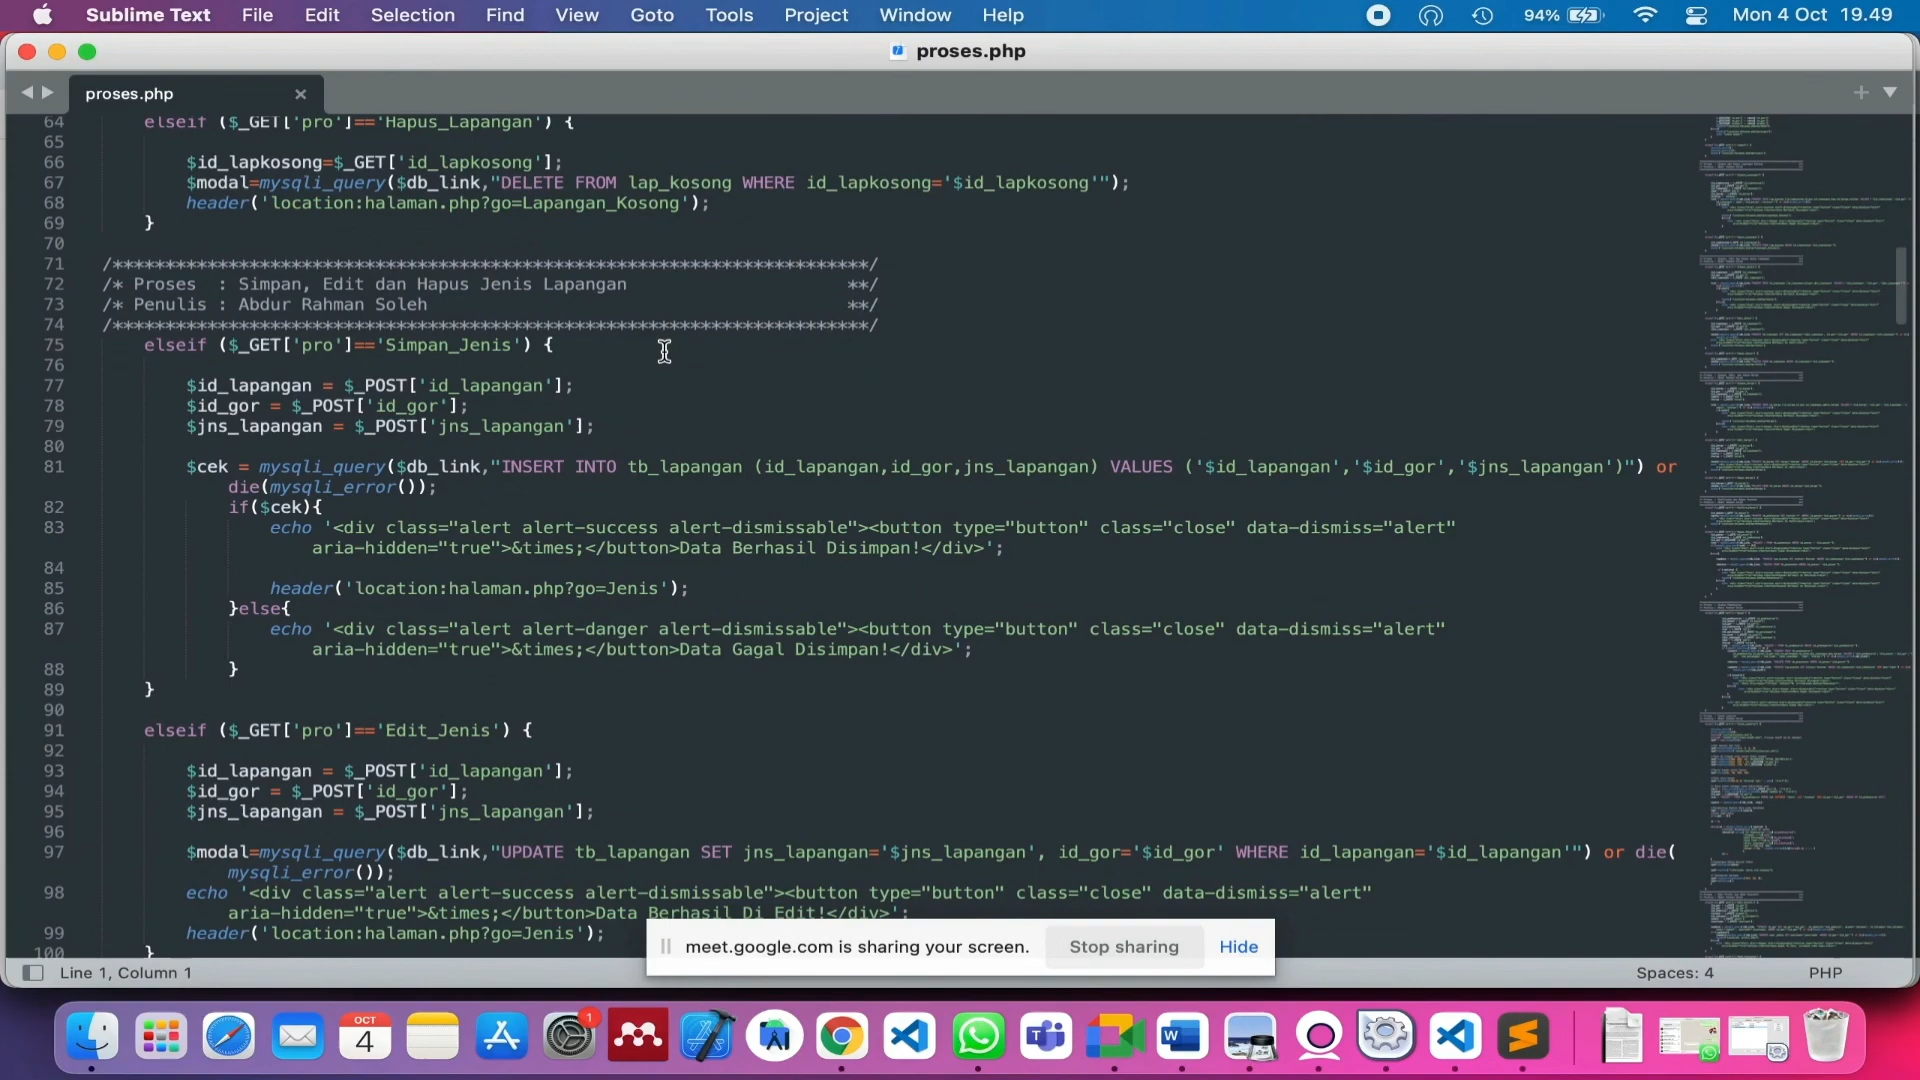 Sublime Text File Edit Selection Find View Goto Tools Project Window Help 94% Mon 4 Oct 19.49
proses.php
proses.php
64 elseif ($_GET['pro']=='Hapus_Lapangan') {
65
66 $id_lapkosong=$_GET['id_lapkosong'];
67 $modal=mysqli_query($db_link,"DELETE FROM lap_kosong WHERE id_lapkosong='$id_lapkosong'");
68 header('location:halaman.php?go=Lapangan_Kosong');
69 }
70
71 /************************************************************************/
72 /* Proses : Simpan, Edit dan Hapus Jenis Lapangan **/
73 /* Penulis : Abdur Rahman Soleh **/
74 /************************************************************************/
75 elseif ($_GET['pro']=='Simpan_Jenis') {
76
77 $id_lapangan = $_POST['id_lapangan'];
78 $id_gor = $_POST['id_gor'];
79 $jns_lapangan = $_POST['jns_lapangan'];
80
81 $cek = mysqli_query($db_link,"INSERT INTO tb_lapangan (id_lapangan,id_gor,jns_lapangan) VALUES ('$id_lapangan','$id_gor','$jns_lapangan')") or
die(mysqli_error());
82 if($cek){
83 echo '<div class="alert alert-success alert-dismissable"><button type="button" class="close" data-dismiss="alert"
aria-hidden="true">&times;</button>Data Berhasil Disimpan!</div>';
84
85 header('location:halaman.php?go=Jenis');
86 }else{
87 echo '<div class="alert alert-danger alert-dismissable"><button type="button" class="close" data-dismiss="alert"
aria-hidden="true">&times;</button>Data Gagal Disimpan!</div>';
88 }
89 }
90
91 elseif ($_GET['pro']=='Edit_Jenis') {
92
93 $id_lapangan = $_POST['id_lapangan'];
94 $id_gor = $_POST['id_gor'];
95 $jns_lapangan = $_POST['jns_lapangan'];
96
97 $modal=mysqli_query($db_link,"UPDATE tb_lapangan SET jns_lapangan='$jns_lapangan', id_gor='$id_gor' WHERE id_lapangan='$id_lapangan'") or die(
mysqli_error());
98 echo '<div class="alert alert-success alert-dismissable"><button type="button" class="close" data-dismiss="alert"
aria-hidden="true">&times;</button>Data Berhasil Di Edit!</div>';
99 header('location:halaman.php?go=Jenis');
100 }
meet.google.com is sharing your screen. Stop sharing Hide
Line 1, Column 1 Spaces: 4 PHP
OCT
4
1